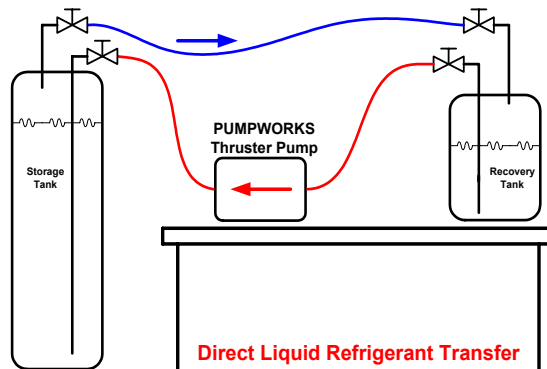 PUMPWORKS
Thruster Pump
Storage
Tank
Recovery
Tank
Direct Liquid Refrigerant Transfer